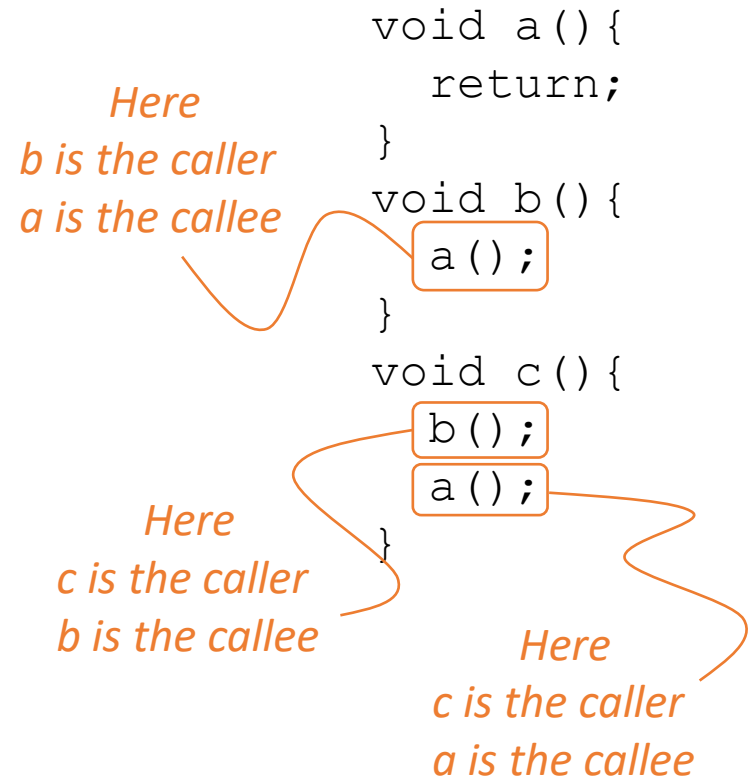 void a(){
return;
}
Here
b is the caller
a is the callee
void b(){
a();
}
void c(){
b();
a();
}
Here
c is the caller
b is the callee
Here
c is the caller
a is the callee